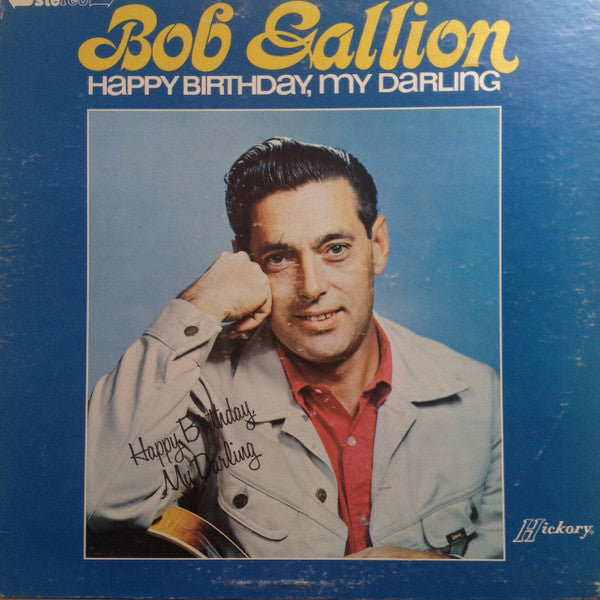 stereo
Bob Gallion
HAPPY BIRTHDAY, MY DARLING
Happy Birthday,
My Darling
Hickory